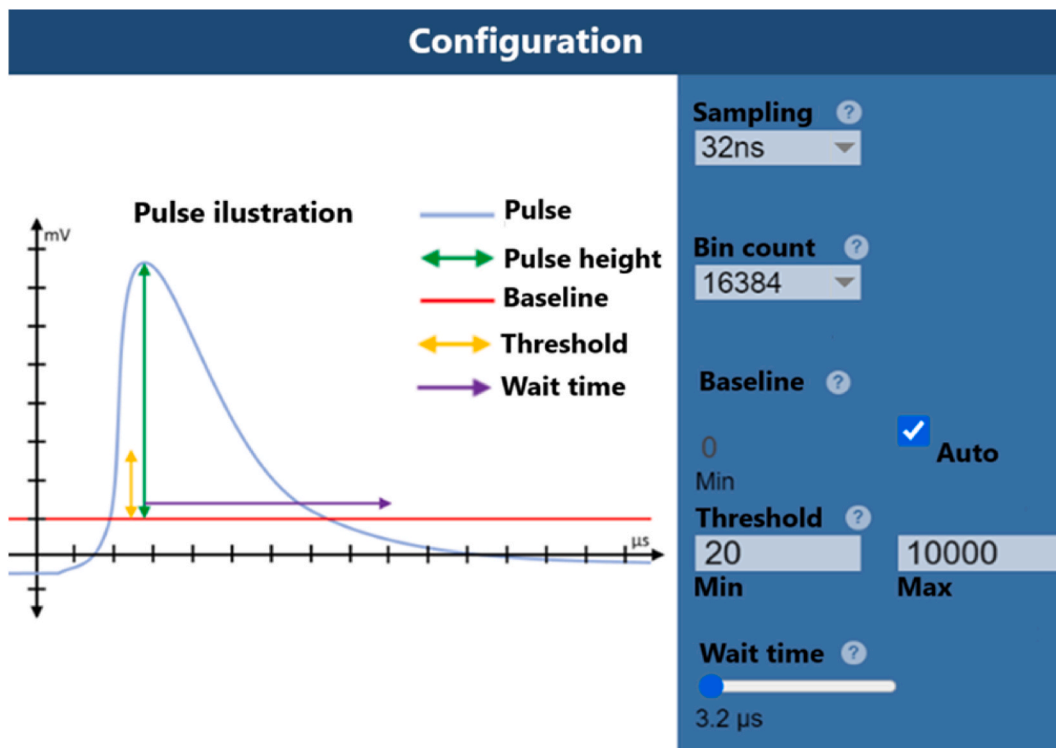 Configuration
Pulse ilustration
mV
µs
Pulse
Pulse height
Baseline
Threshold
Wait time
Sampling ?
32ns
Bin count ?
16384
Baseline ?
0
Auto
Min
Threshold ?
20 10000
Min Max
Wait time ?
3.2 µs